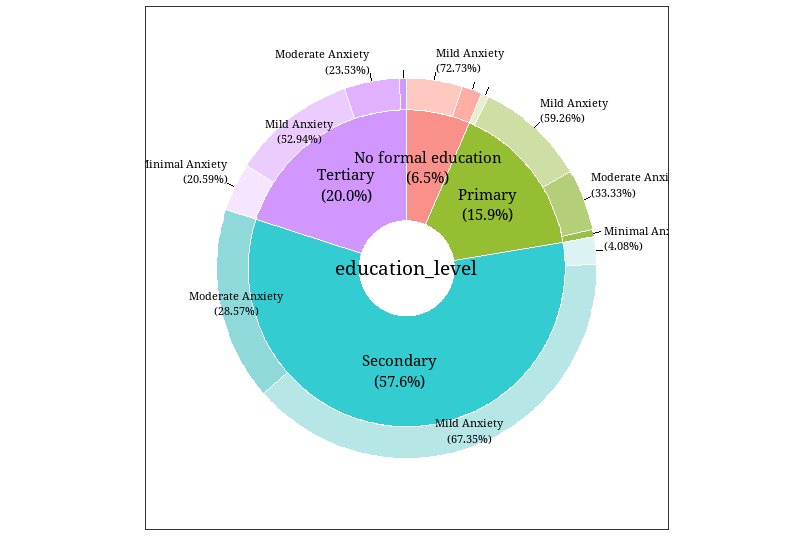 Moderate Anxiety
(23.53%)
Mild Anxiety
(72.73%)
Mild Anxiety
(59.26%)
Mild Anxiety
(52.94%)
No formal education
(6.5%)
inimal Anxiety
(20.59%)
Tertiary
(20.0%)
Primary
(15.9%)
Moderate Anxi
(33.33%)
Minimal An
(4.08%)
education_level
Moderate Anxiety
(28.57%)
Secondary
(57.6%)
Mild Anxiety
(67.35%)